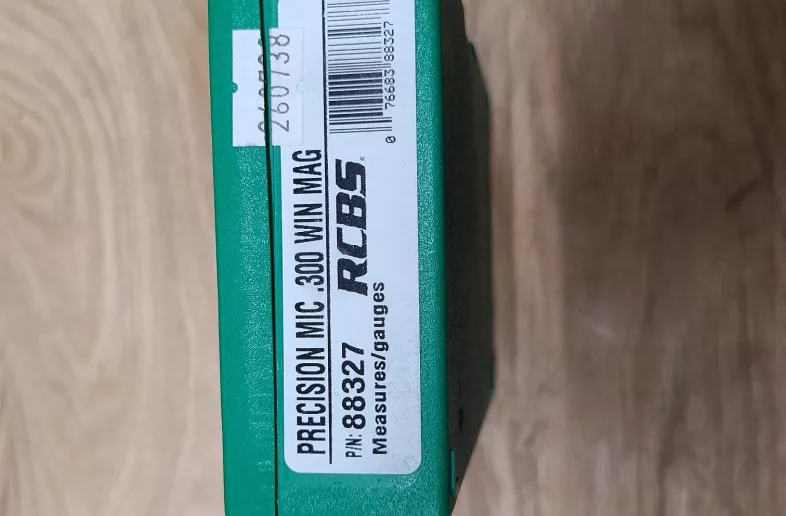 260738
PRECISION MIC .300 WIN MAG
P/N: 88327 RCBS
Measures/gauges
0 76683 88327